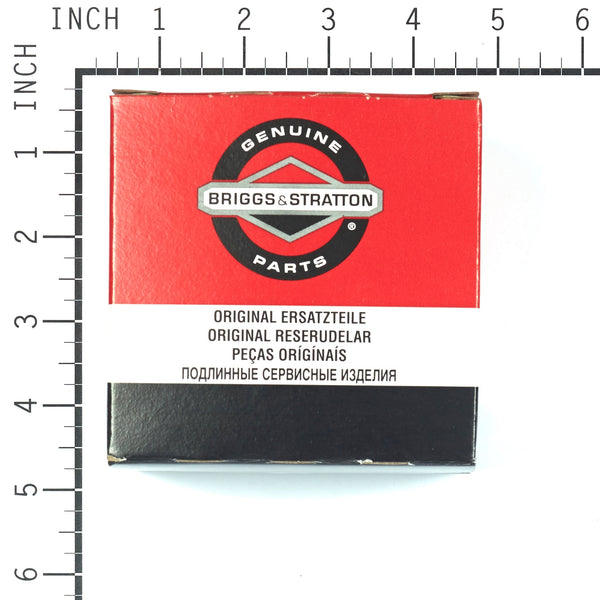 INCH 1 2 3 4 5 6
INCH
1
2
3
4
5
6
GENUINE
BRIGGS&STRATTON
®
PARTS
ORIGINAL ERSATZTEILE
ORIGINAL RESERUDELAR
PEÇAS ORÍGÍNAÍS
ПОДЛИННЫЕ СЕРВИСНЫЕ ИЗДЕЛИЯ